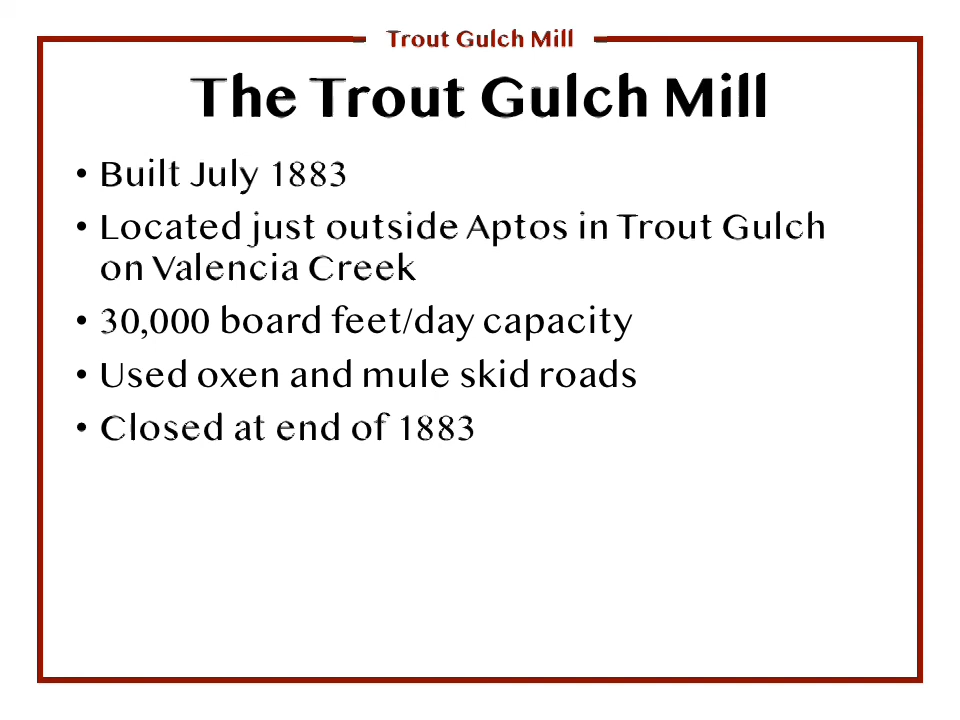 Trout Gulch Mill
The Trout Gulch Mill
• Built July 1883
• Located just outside Aptos in Trout Gulch
on Valencia Creek
• 30,000 board feet/day capacity
• Used oxen and mule skid roads
• Closed at end of 1883